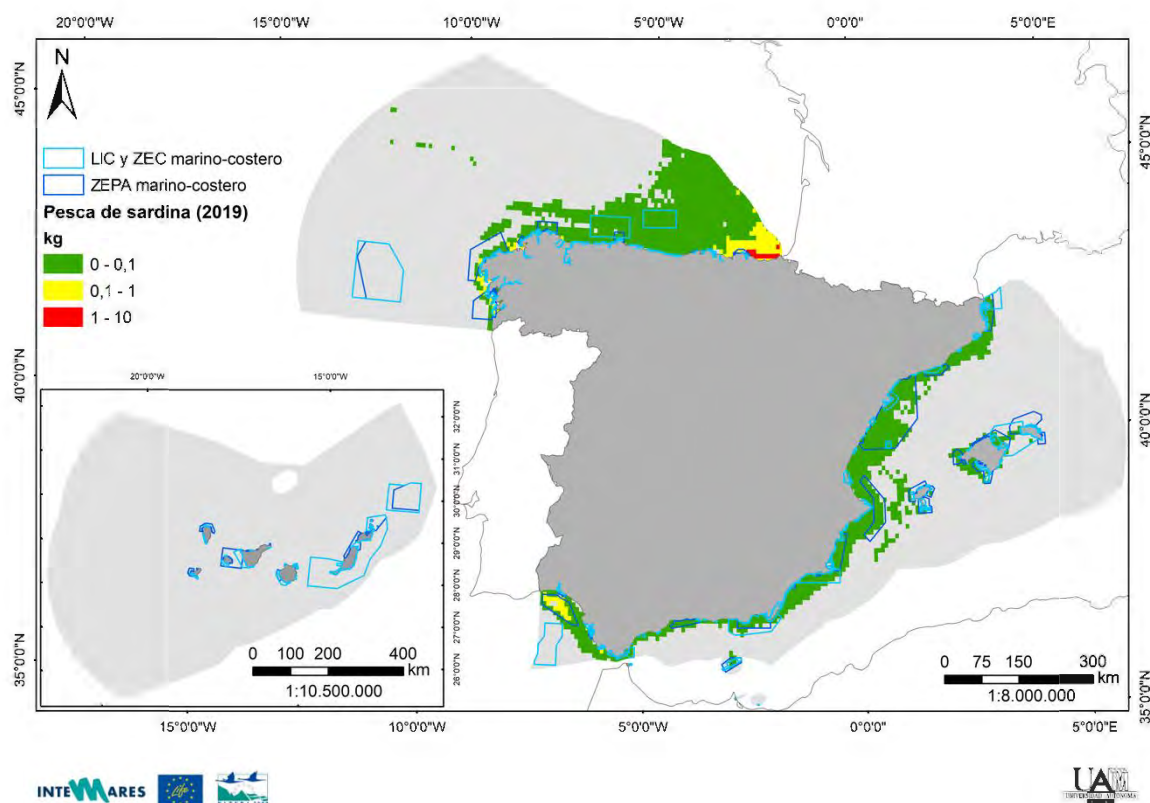 20°0'0"W 15°0'0"W 10°0'0"W 5°0'0"W 0°0'0" 5°0'0"E
N
45°0'0"N
45°0'0"N
LIC y ZEC marino-costero
ZEPA marino-costero
Pesca de sardina (2019)
kg
0 - 0,1
0,1 - 1
1 - 10
40°0'0"N
40°0'0"N
20°0'0"W 15°0'0"W
32°0'0"N
31°0'0"N
30°0'0"N
29°0'0"N
28°0'0"N
27°0'0"N
26°0'0"N
35°0'0"N
35°0'0"N
0 100 200 400
km
1:10.500.000
0 75 150 300
km
1:8.000.000
15°0'0"W 10°0'0"W 5°0'0"W 0°0'0" 5°0'0"E
INTEMARES
Life
UAM
UNIVERSIDAD AUTONOMA